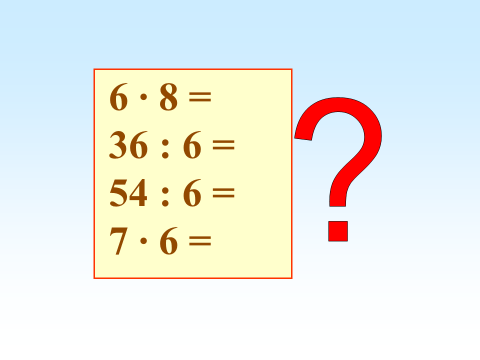 6 · 8 =
36 : 6 =
54 : 6 =
7 · 6 =
?